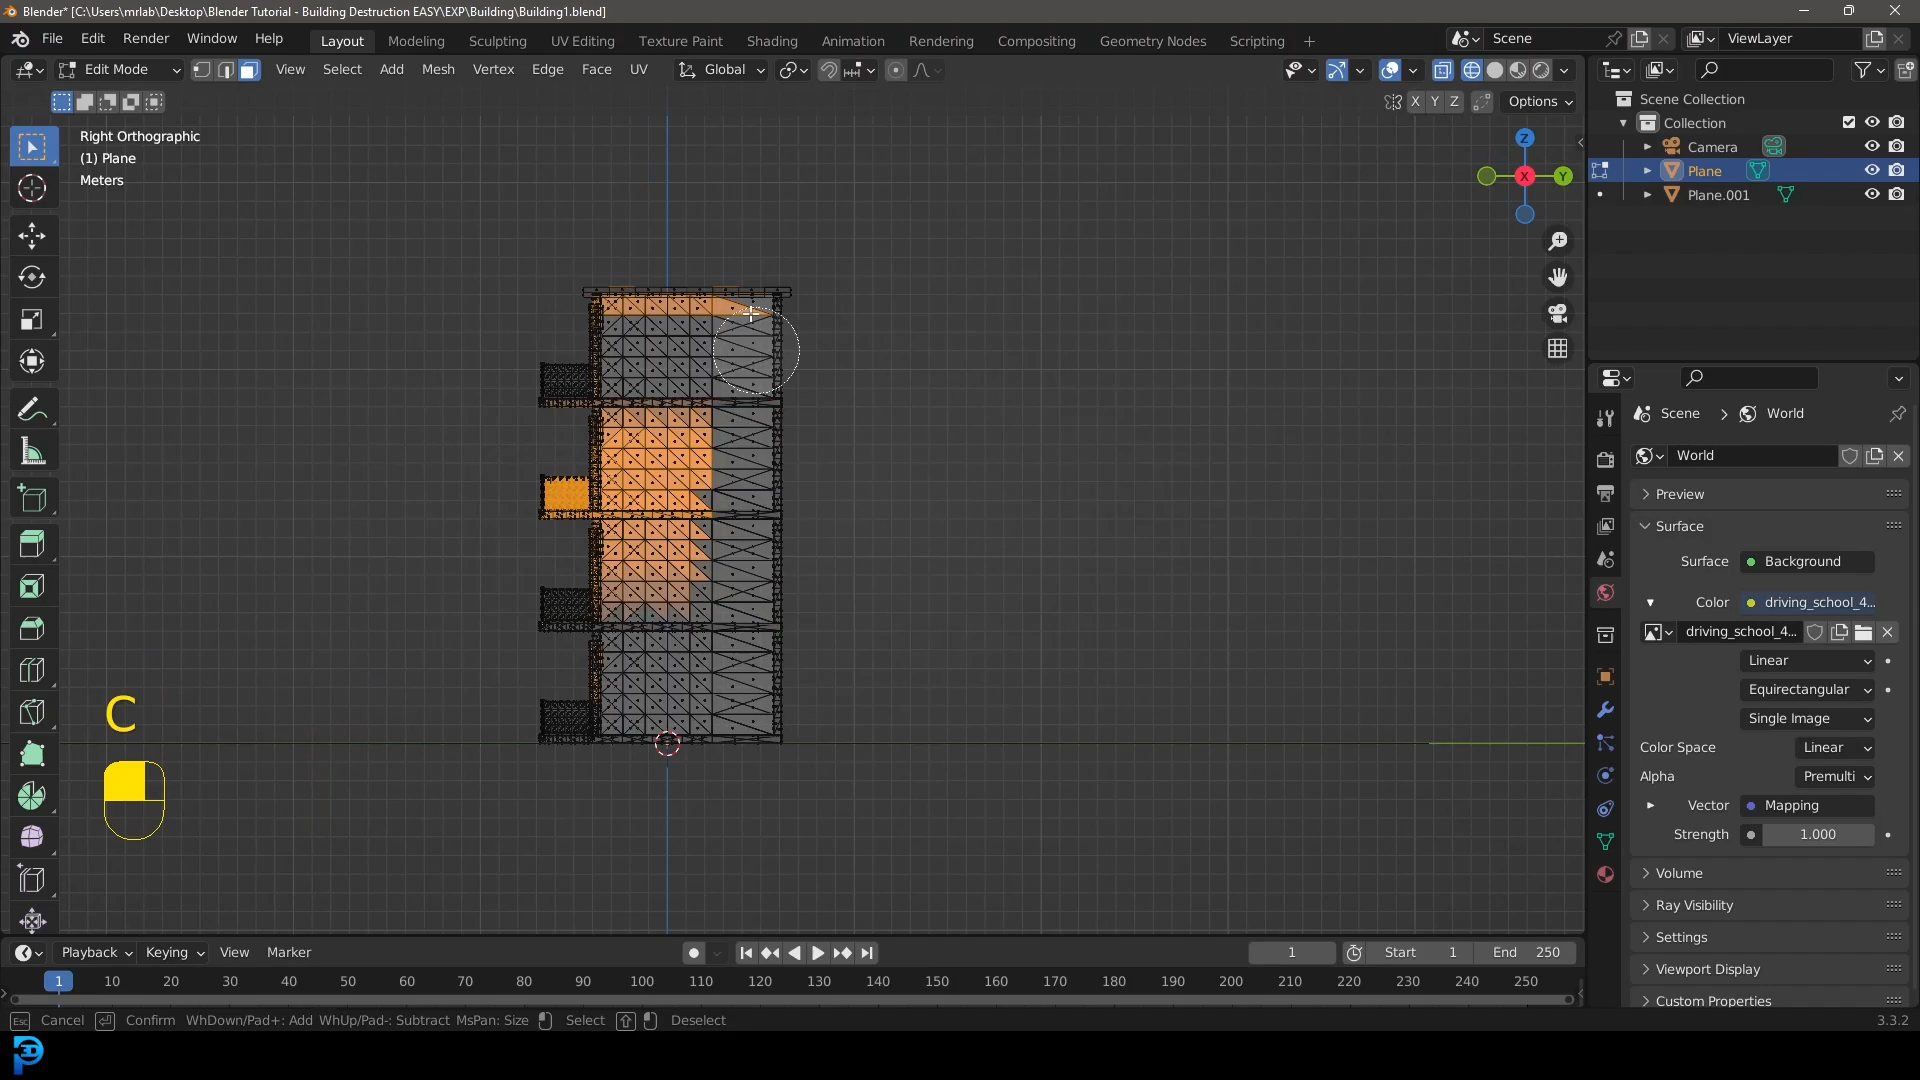 Blender* [C:\Users\mrlab\Desktop\Blender Tutorial - Building Destruction EASY\EXP\Building\Building1.blend]
File Edit Render Window Help Layout Modeling Sculpting UV Editing Texture Paint Shading Animation Rendering Compositing Geometry Nodes Scripting + Scene ViewLayer
Edit Mode View Select Add Mesh Vertex Edge Face UV Global
X Y Z Options
Right Orthographic
(1) Plane
Meters
Z
X Y
C
Scene Collection
Collection
Camera
Plane
Plane.001
Scene > World
World
Preview
Surface
Surface Background
Color driving_school_4...
driving_school_4...
Linear
Equirectangular
Single Image
Color Space Linear
Alpha Premulti
Vector Mapping
Strength 1.000
Volume
Ray Visibility
Settings
Viewport Display
Custom Properties
Playback Keying View Marker 1 Start 1 End 250
1 10 20 30 40 50 60 70 80 90 100 110 120 130 140 150 160 170 180 190 200 210 220 230 240 250
Esc Cancel Confirm WhDown/Pad+: Add WhUp/Pad-: Subtract MsPan: Size Select Deselect 3.3.2